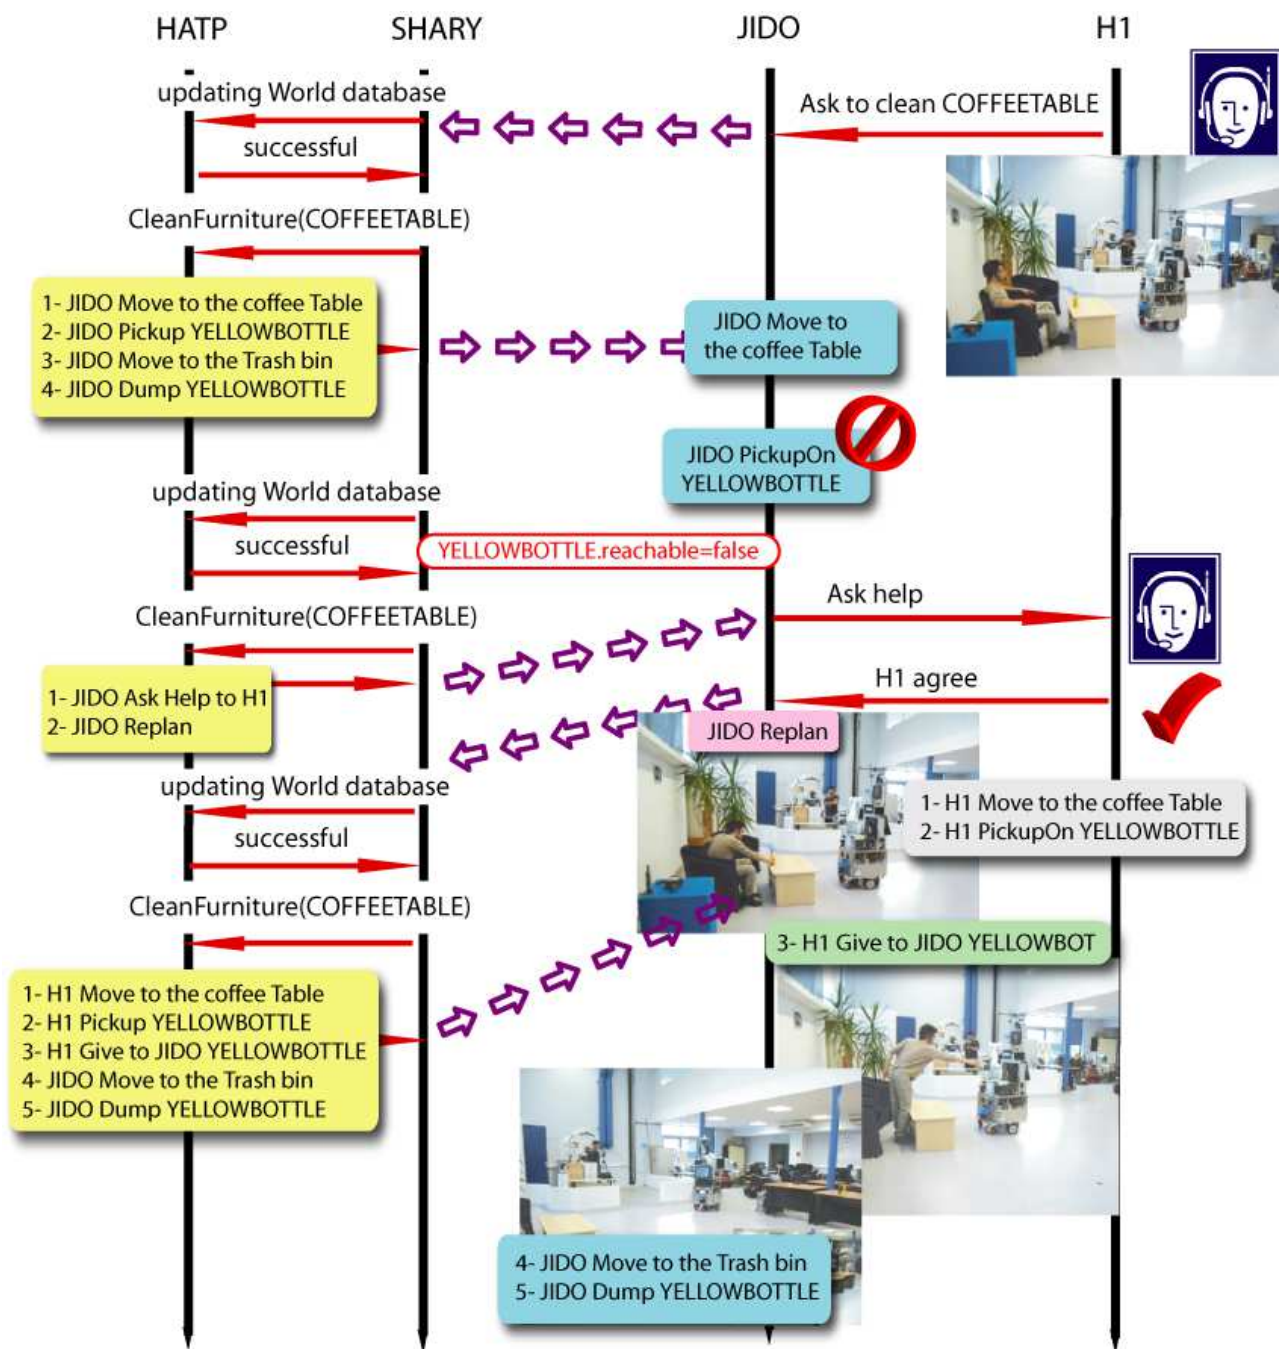 HATP
SHARY
JIDO
H1
updating World database
Ask to clean COFFEETABLE
successful
CleanFurniture(COFFEETABLE)
1- JIDO Move to the coffee Table
2- JIDO Pickup YELLOWBOTTLE
3- JIDO Move to the Trash bin
4- JIDO Dump YELLOWBOTTLE
JIDO Move to
the coffee Table
JIDO PickupOn
YELLOWBOTTLE
updating World database
successful
YELLOWBOTTLE.reachable=false
Ask help
CleanFurniture(COFFEETABLE)
1- JIDO Ask Help to H1
2- JIDO Replan
H1 agree
JIDO Replan
updating World database
successful
1- H1 Move to the coffee Table
2- H1 PickupOn YELLOWBOTTLE
CleanFurniture(COFFEETABLE)
3- H1 Give to JIDO YELLOWBOT
1- H1 Move to the coffee Table
2- H1 Pickup YELLOWBOTTLE
3- H1 Give to JIDO YELLOWBOTTLE
4- JIDO Move to the Trash bin
5- JIDO Dump YELLOWBOTTLE
4- JIDO Move to the Trash bin
5- JIDO Dump YELLOWBOTTLE